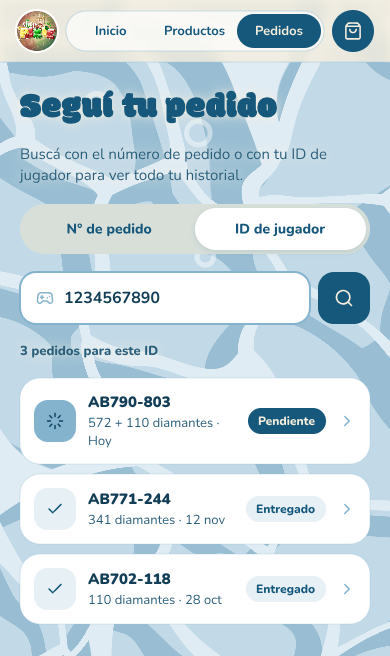 Inicio
Productos
Pedidos
Seguí tu pedido
Buscá con el número de pedido o con tu ID de
jugador para ver todo tu historial.
N° de pedido
ID de jugador
1234567890
3 pedidos para este ID
AB790-803
572 + 110 diamantes ·
Hoy
Pendiente
AB771-244
341 diamantes · 12 nov
Entregado
AB702-118
110 diamantes · 28 oct
Entregado